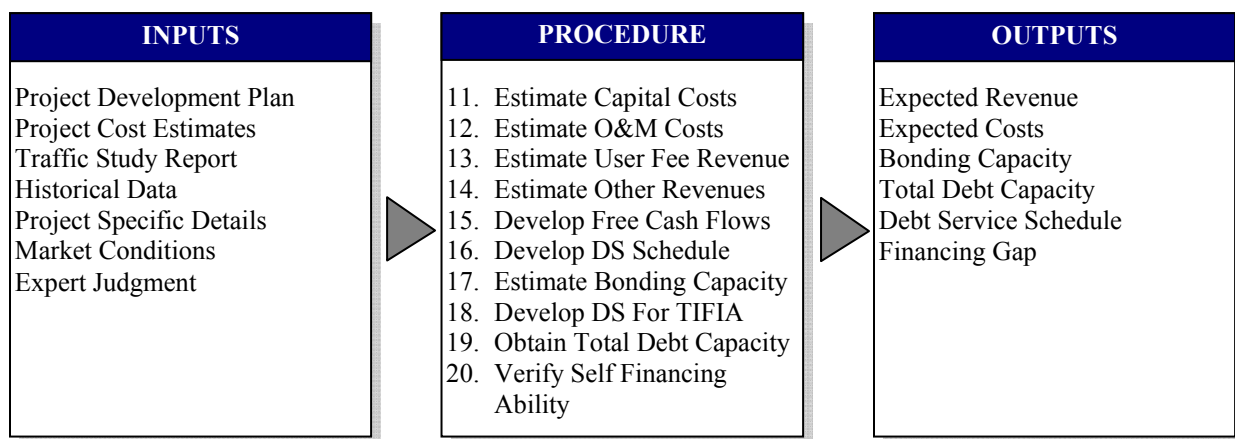 INPUTS
Project Development Plan
Project Cost Estimates
Traffic Study Report
Historical Data
Project Specific Details
Market Conditions
Expert Judgment
PROCEDURE
11. Estimate Capital Costs
12. Estimate O&M Costs
13. Estimate User Fee Revenue
14. Estimate Other Revenues
15. Develop Free Cash Flows
16. Develop DS Schedule
17. Estimate Bonding Capacity
18. Develop DS For TIFIA
19. Obtain Total Debt Capacity
20. Verify Self Financing
Ability
OUTPUTS
Expected Revenue
Expected Costs
Bonding Capacity
Total Debt Capacity
Debt Service Schedule
Financing Gap